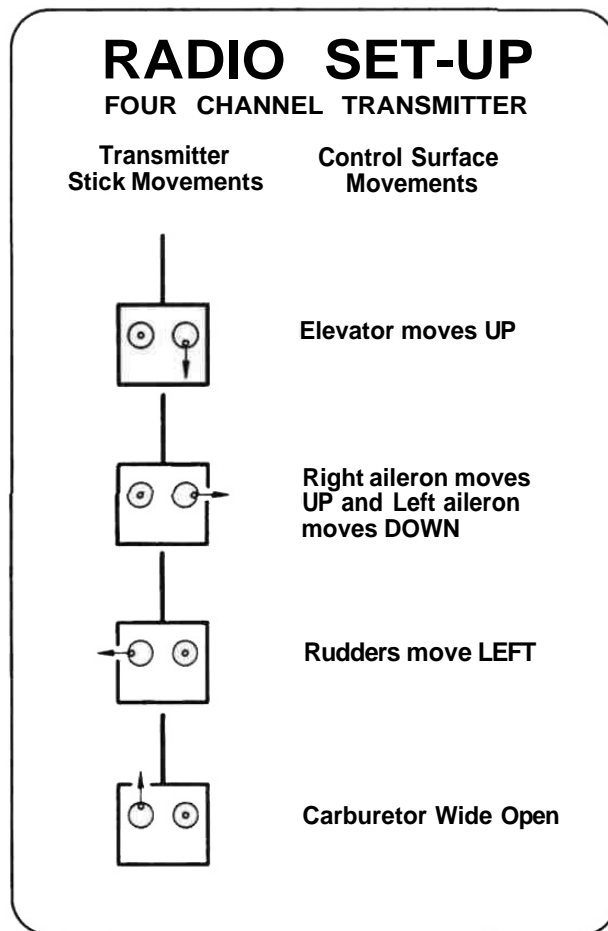 RADIO SET-UP
FOUR CHANNEL TRANSMITTER
Transmitter
Stick Movements
Control Surface
Movements
Elevator moves UP
Right aileron moves
UP and Left aileron
moves DOWN
Rudders move LEFT
Carburetor Wide Open